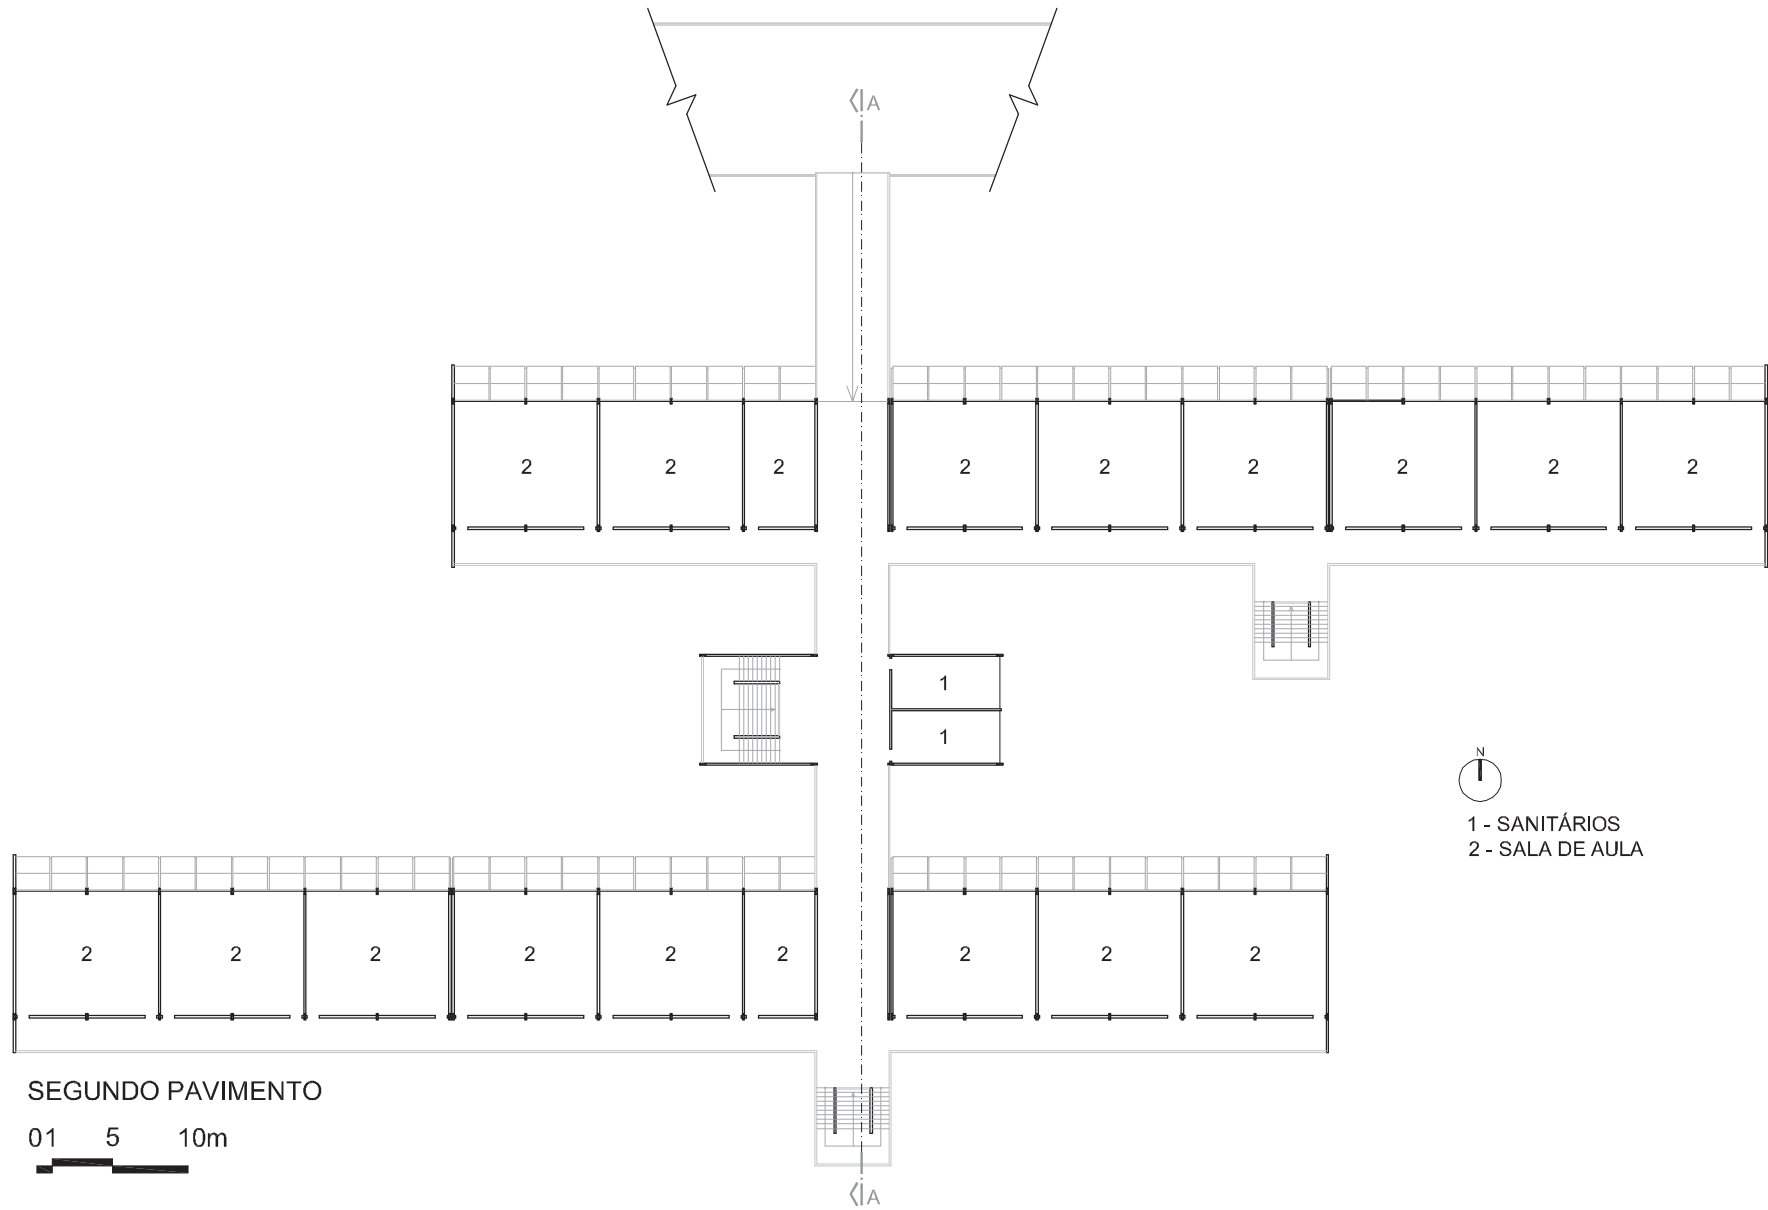 A
2 2 2 2 2 2 2 2 2
1
1
N
1 - SANITÁRIOS
2 - SALA DE AULA
2 2 2 2 2 2 2 2 2
SEGUNDO PAVIMENTO
01 5 10m
A